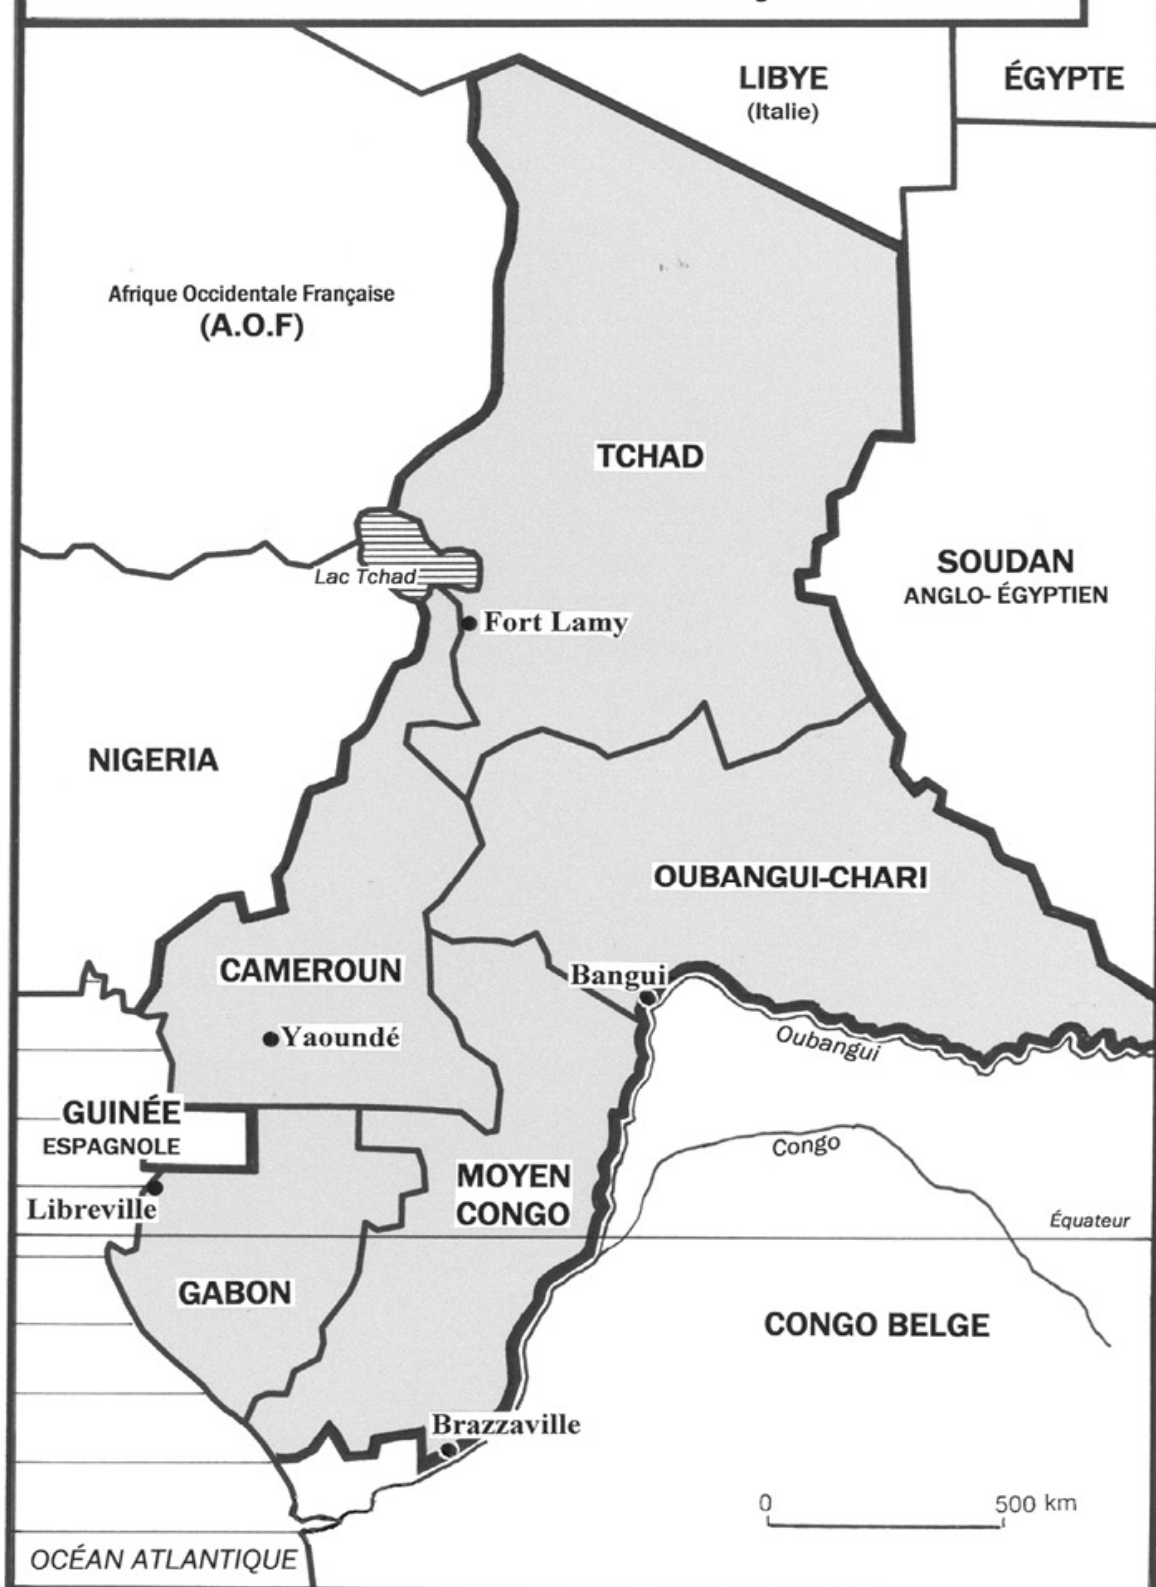 LIBYE
(Italie)
ÉGYPTE
Afrique Occidentale Française
(A.O.F)
TCHAD
SOUDAN
ANGLO- ÉGYPTIEN
Lac Tchad
Fort Lamy
NIGERIA
OUBANGUI-CHARI
CAMEROUN
Bangui
Yaoundé
Oubangui
GUINÉE
ESPAGNOLE
Congo
MOYEN
CONGO
Libreville
Équateur
GABON
CONGO BELGE
Brazzaville
0
500 km
OCÉAN ATLANTIQUE